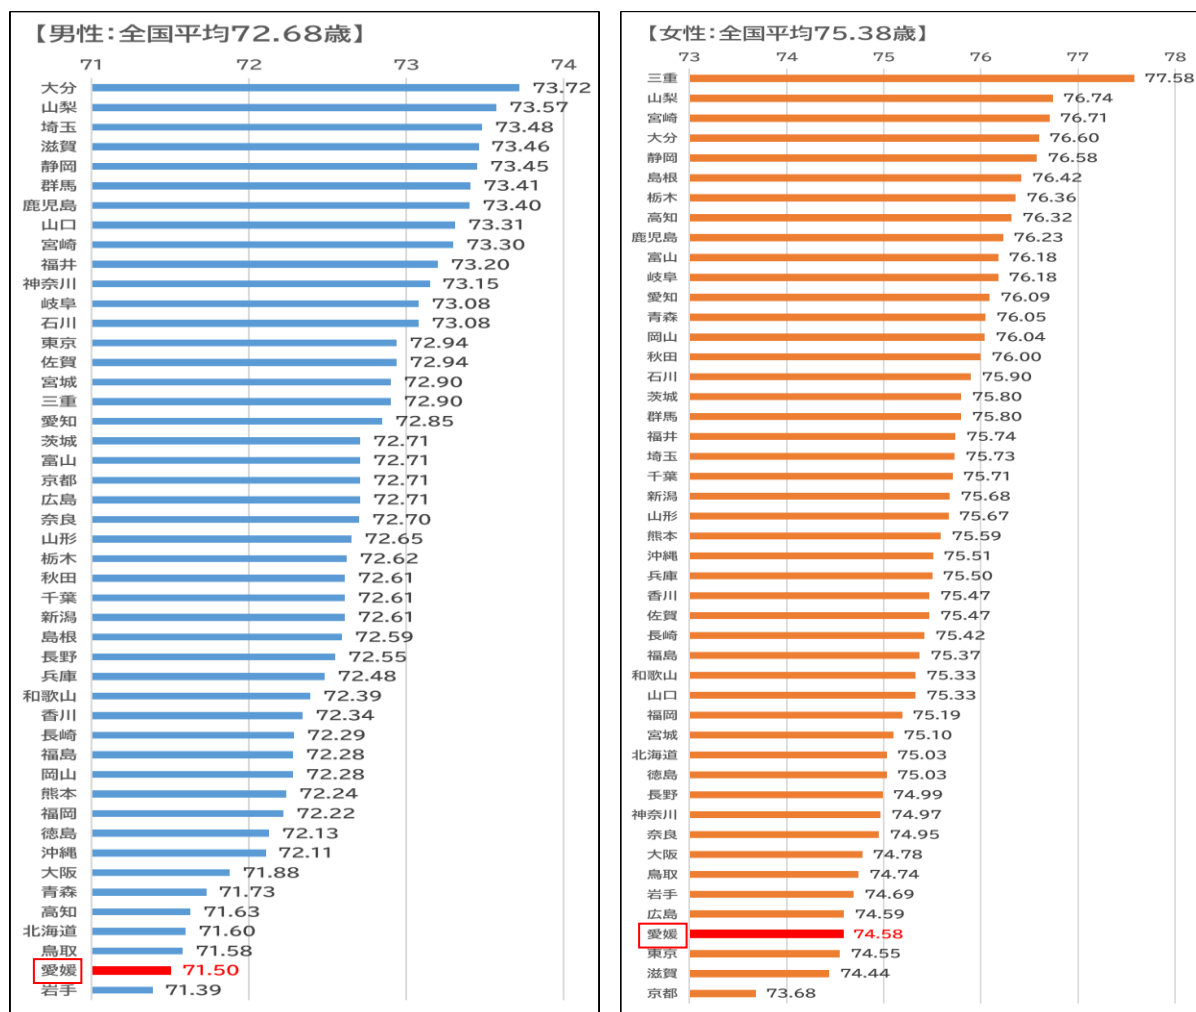 【男性:全国平均72.68歳】
71 72 73 74
大分 73.72
山梨 73.57
埼玉 73.48
滋賀 73.46
静岡 73.45
群馬 73.41
鹿児島 73.40
山口 73.31
宮崎 73.30
福井 73.20
神奈川 73.15
岐阜 73.08
石川 73.08
東京 72.94
佐賀 72.94
宮城 72.90
三重 72.90
愛知 72.85
茨城 72.71
富山 72.71
京都 72.71
広島 72.71
奈良 72.70
山形 72.65
栃木 72.62
秋田 72.61
千葉 72.61
新潟 72.61
島根 72.59
長野 72.55
兵庫 72.48
和歌山 72.39
香川 72.34
長崎 72.29
福島 72.28
岡山 72.28
熊本 72.24
福岡 72.22
徳島 72.13
沖縄 72.11
大阪 71.88
青森 71.73
高知 71.63
北海道 71.60
鳥取 71.58
愛媛 71.50
岩手 71.39
【女性:全国平均75.38歳】
73 74 75 76 77 78
三重 77.58
山梨 76.74
宮崎 76.71
大分 76.60
静岡 76.58
島根 76.42
栃木 76.36
高知 76.32
鹿児島 76.23
富山 76.18
岐阜 76.18
愛知 76.09
青森 76.05
岡山 76.04
秋田 76.00
石川 75.90
茨城 75.80
群馬 75.80
福井 75.74
埼玉 75.73
千葉 75.71
新潟 75.68
山形 75.67
熊本 75.59
沖縄 75.51
兵庫 75.50
香川 75.47
佐賀 75.47
長崎 75.42
福島 75.37
和歌山 75.33
山口 75.33
福岡 75.19
宮城 75.10
北海道 75.03
徳島 75.03
長野 74.99
神奈川 74.97
奈良 74.95
大阪 74.78
鳥取 74.74
岩手 74.69
広島 74.59
愛媛 74.58
東京 74.55
滋賀 74.44
京都 73.68